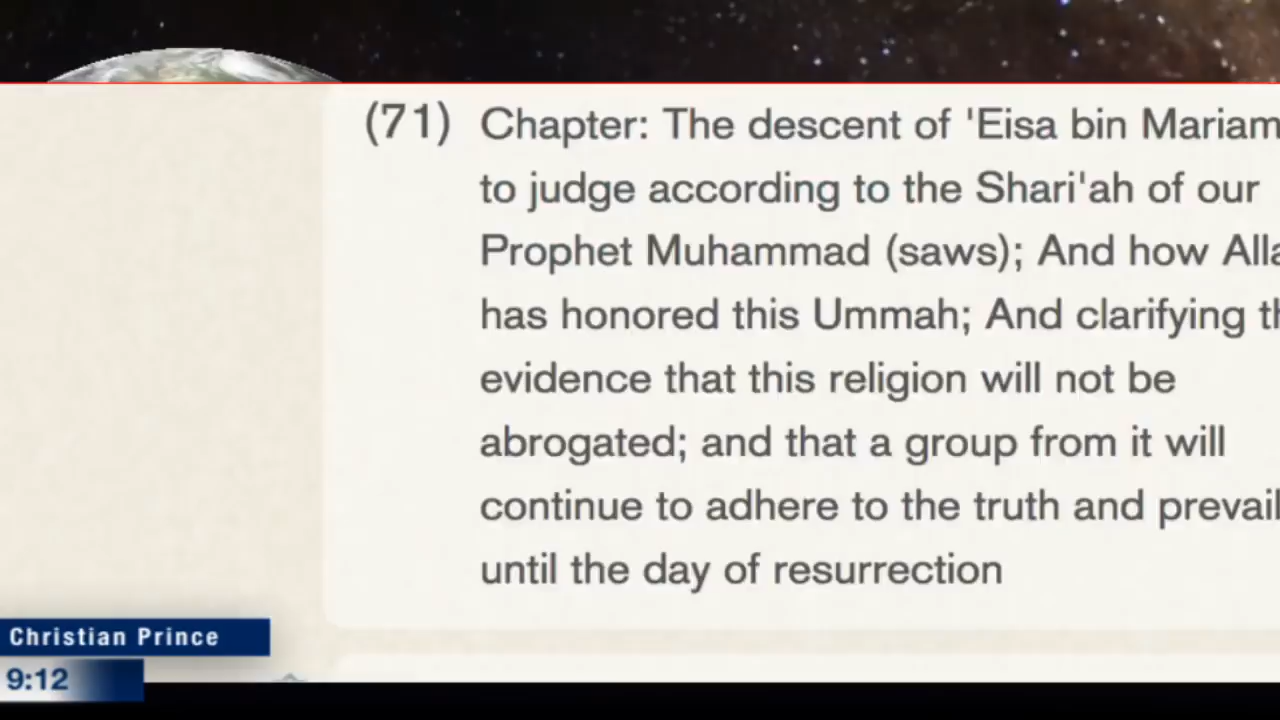 (71) Chapter: The descent of 'Eisa bin Mariam
to judge according to the Shari'ah of our
Prophet Muhammad (saws); And how Alla
has honored this Ummah; And clarifying th
evidence that this religion will not be
abrogated; and that a group from it will
continue to adhere to the truth and prevail
until the day of resurrection
Christian Prince
9:12